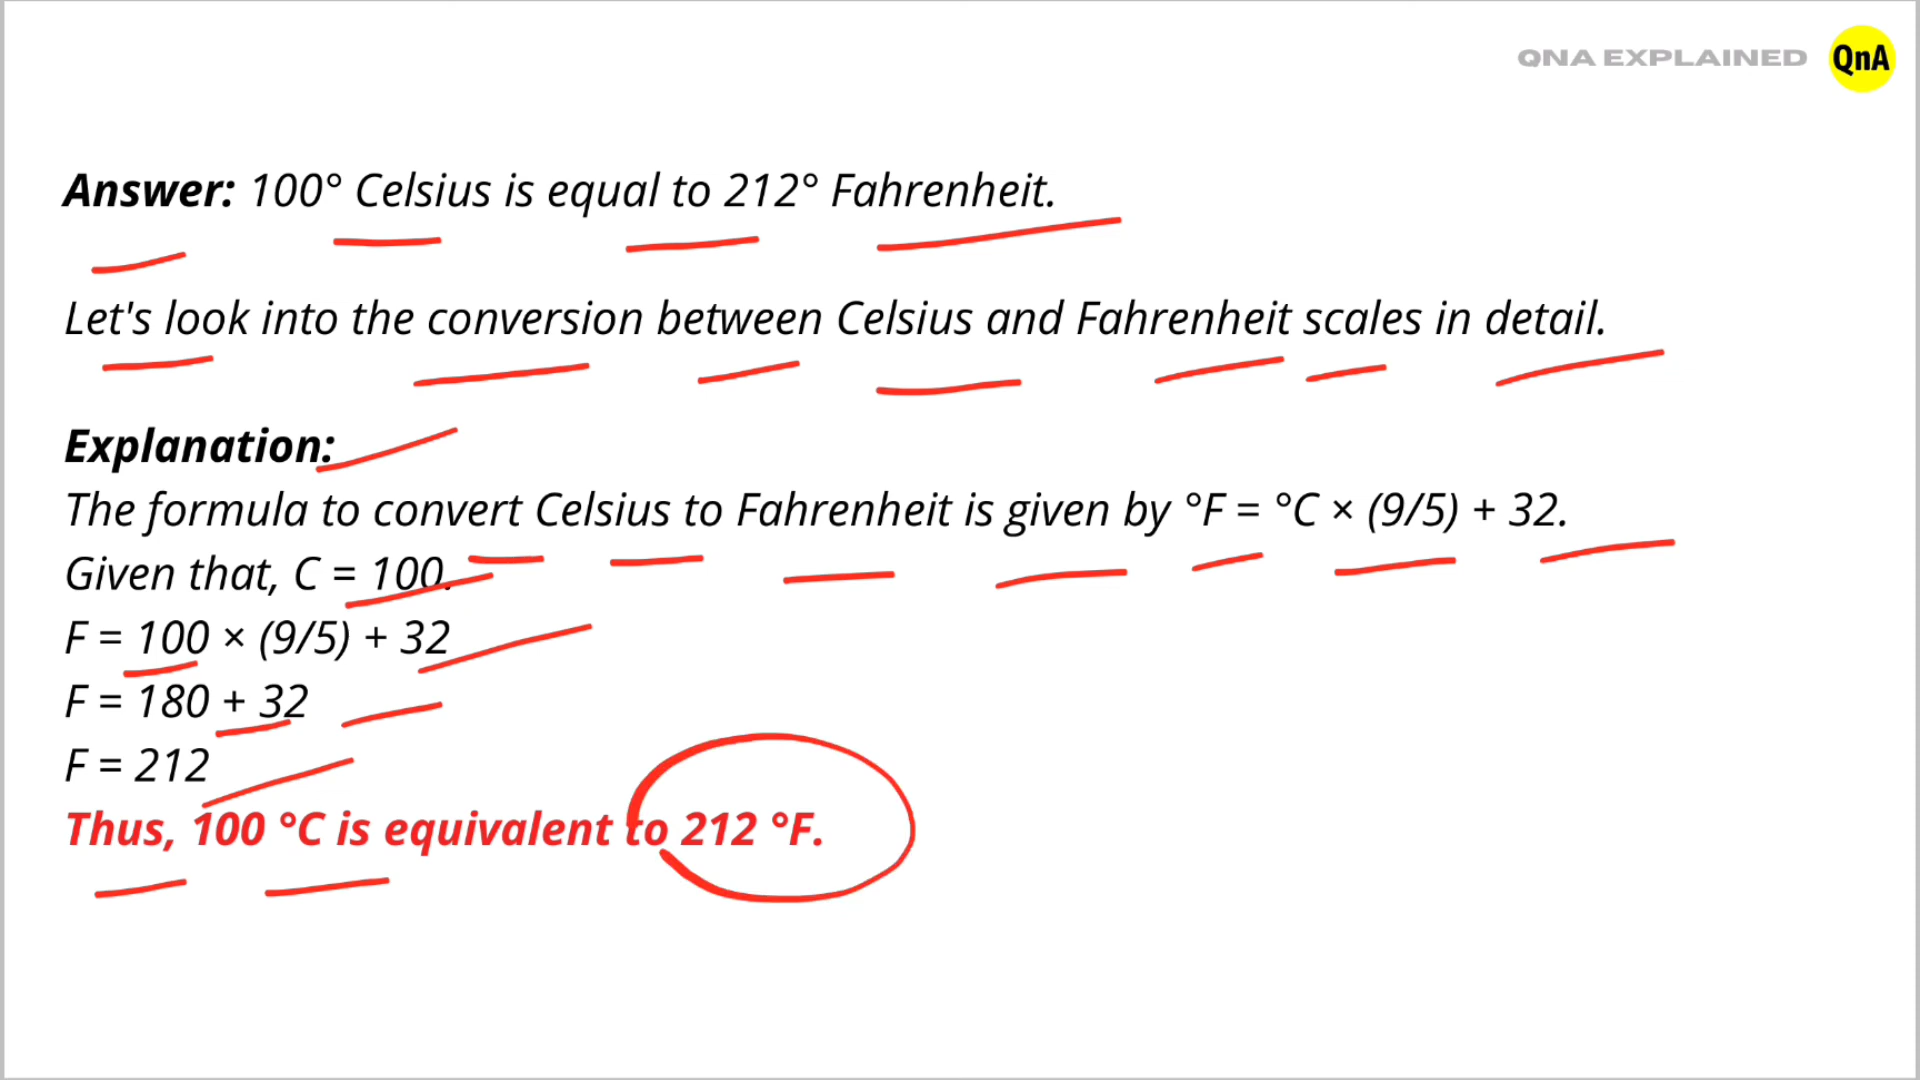 QNA EXPLAINED QnA
Answer: 100° Celsius is equal to 212° Fahrenheit.
Let's look into the conversion between Celsius and Fahrenheit scales in detail.
Explanation:
The formula to convert Celsius to Fahrenheit is given by °F = °C × (9/5) + 32.
Given that, C = 100.
F = 100 × (9/5) + 32
F = 180 + 32
F = 212
Thus, 100 °C is equivalent to 212 °F.